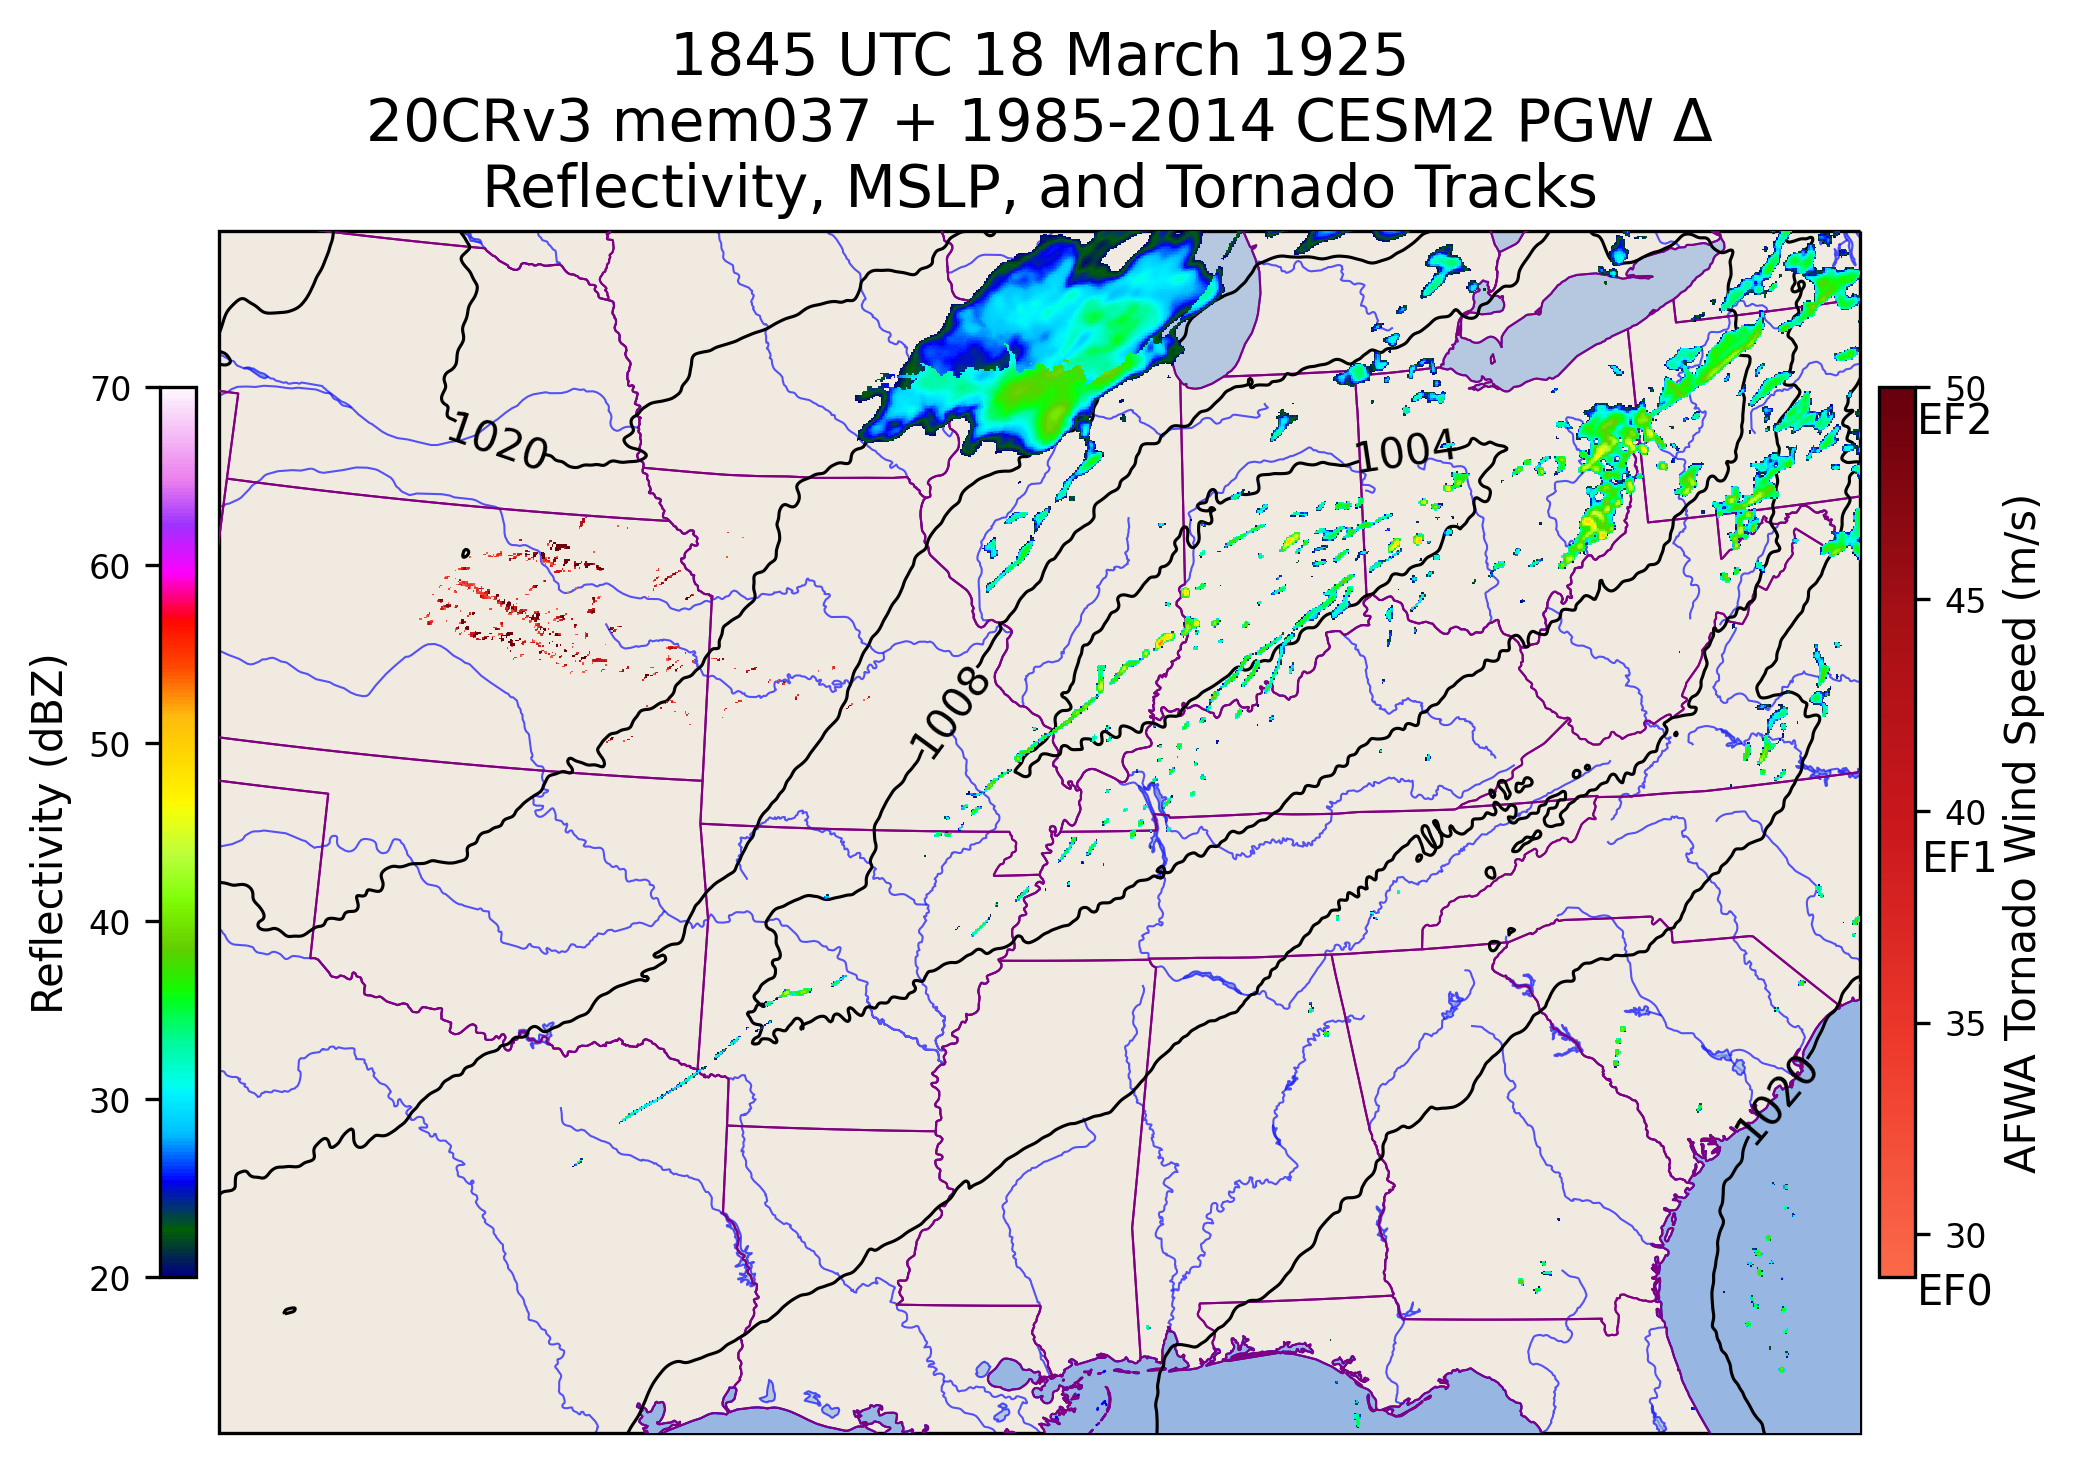 1845 UTC 18 March 1925
20CRv3 mem037 + 1985-2014 CESM2 PGW Δ
Reflectivity, MSLP, and Tornado Tracks
70
60
50
40
30
20
Reflectivity (dBZ)
1020
1004
1008
1020
50
EF2
45
40
EF1
35
30
EF0
AFWA Tornado Wind Speed (m/s)